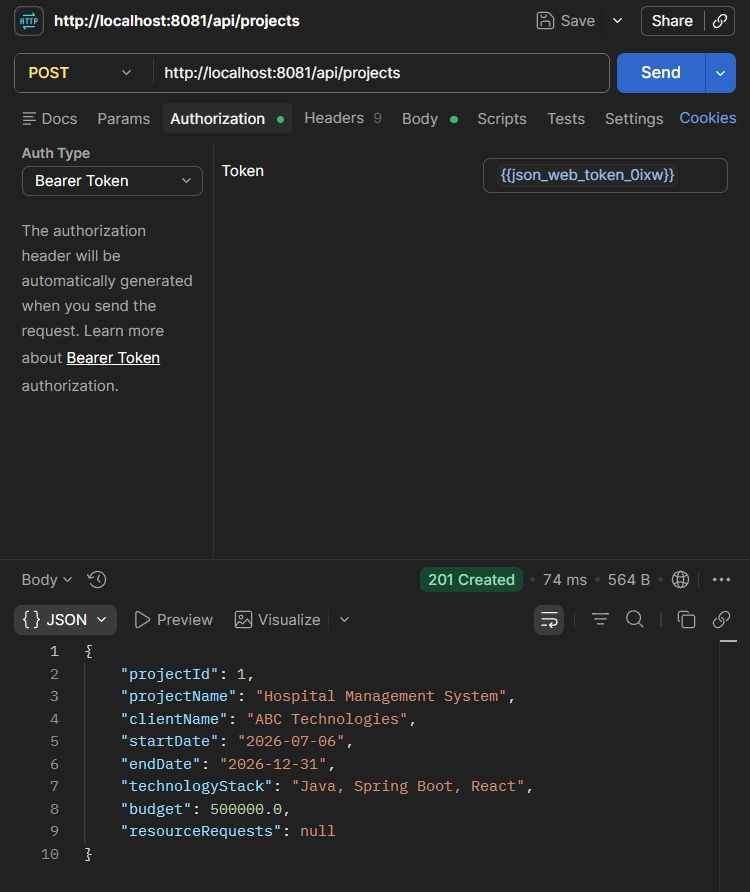 HTTP http://localhost:8081/api/projects Save Share
POST http://localhost:8081/api/projects Send
Docs Params Authorization Headers 9 Body Scripts Tests Settings Cookies
Auth Type
Bearer Token
Token {{json_web_token_0ixw}}
The authorization
header will be
automatically generated
when you send the
request. Learn more
about Bearer Token
authorization.
Body 201 Created 74 ms 564 B
{} JSON Preview Visualize
1 {
2 "projectId": 1,
3 "projectName": "Hospital Management System",
4 "clientName": "ABC Technologies",
5 "startDate": "2026-07-06",
6 "endDate": "2026-12-31",
7 "technologyStack": "Java, Spring Boot, React",
8 "budget": 500000.0,
9 "resourceRequests": null
10 }